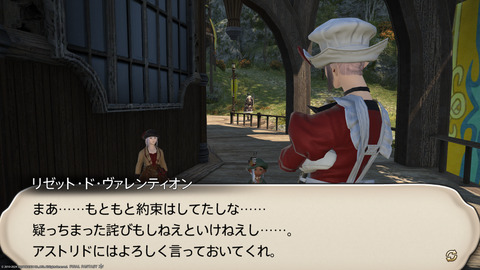 リゼット・ド・ヴァレンティオン
まあ……もともと約束はしてたしな……
疑っちまった詫びもしねえといけねえし……。
アストリドにはよろしく言っておいてくれ。